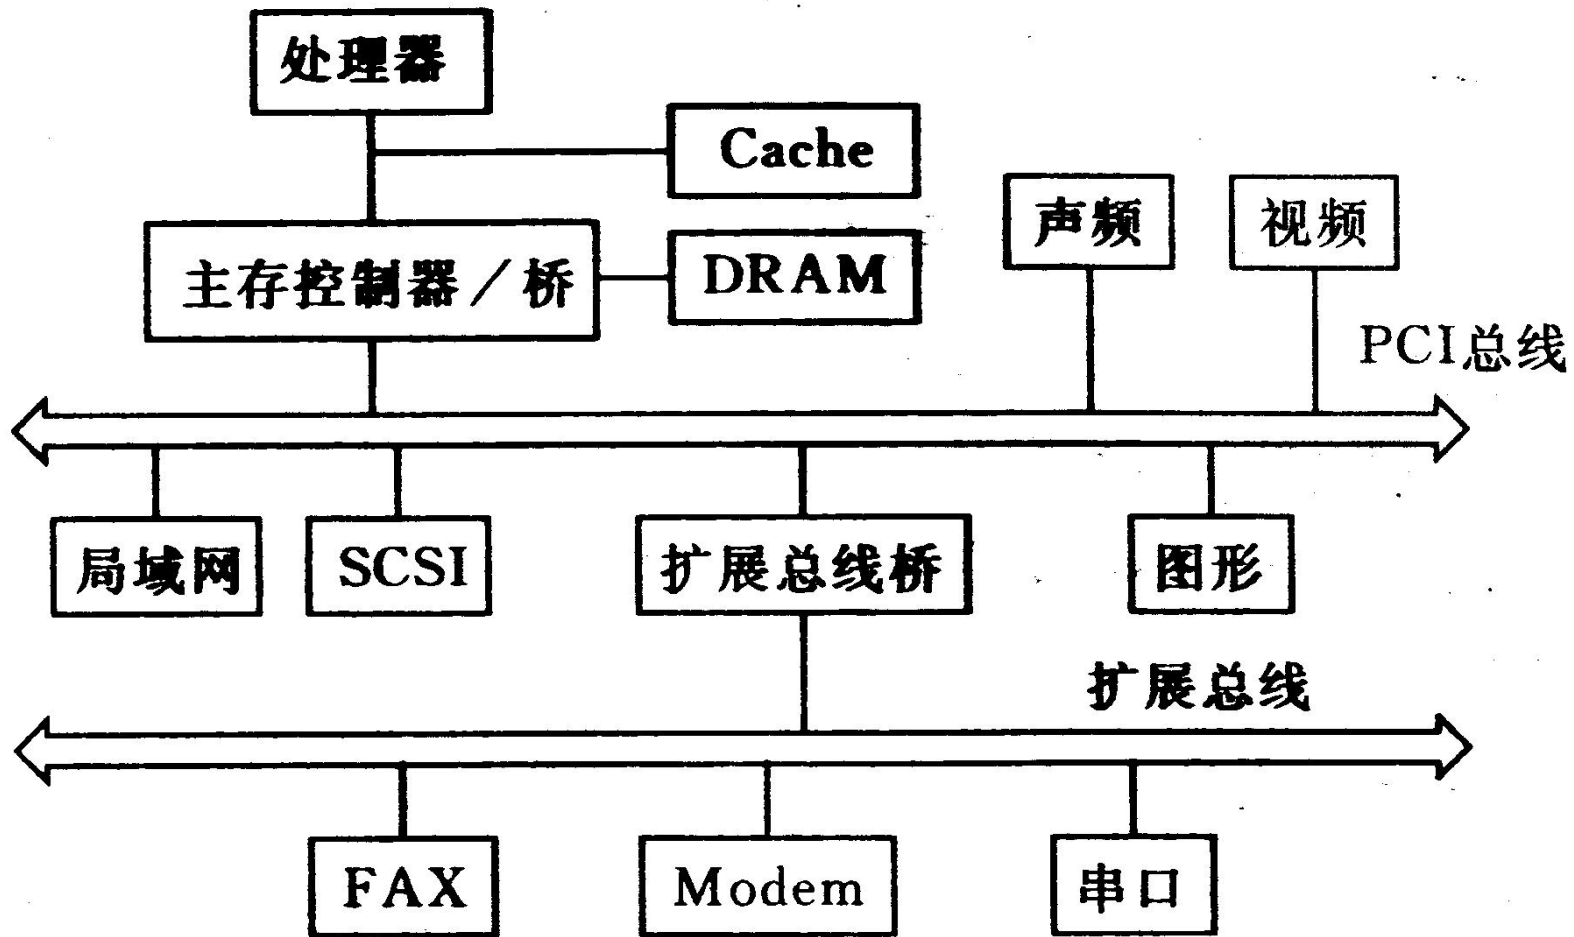 处理器
Cache
声频
视频
主存控制器／桥
DRAM
PCI总线
局域网
SCSI
扩展总线桥
图形
扩展总线
FAX
Modem
串口